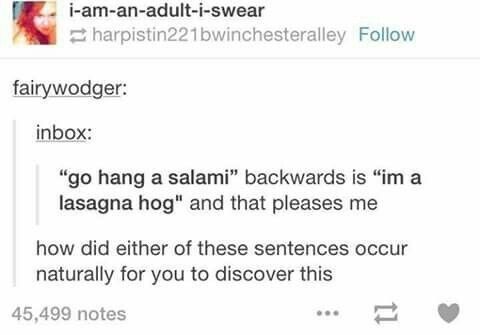 i-am-an-adult-i-swear
harpistin221bwinchesteralley Follow
fairywodger:
inbox:
“go hang a salami” backwards is “im a
lasagna hog" and that pleases me
how did either of these sentences occur
naturally for you to discover this
45,499 notes